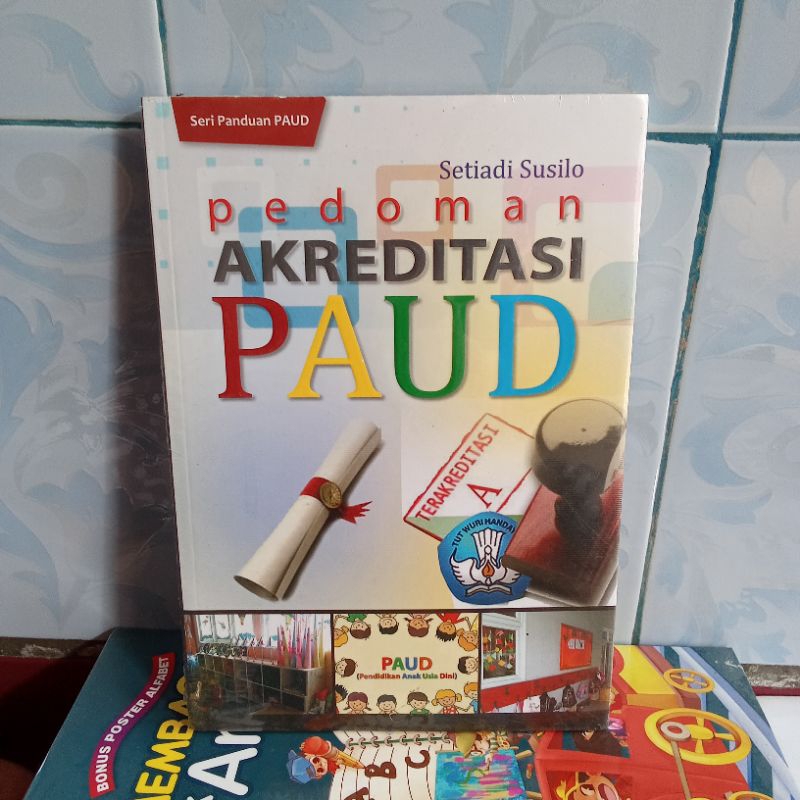 Seri Panduan PAUD
Setiadi Susilo
pedoman
AKREDITASI
PAUD
TERAKREDITASI
A
TUT WURI HANDAY
PAUD
(Pendidikan Anak Usia Dini)
BONUS POSTER ALFABET
A
B
C